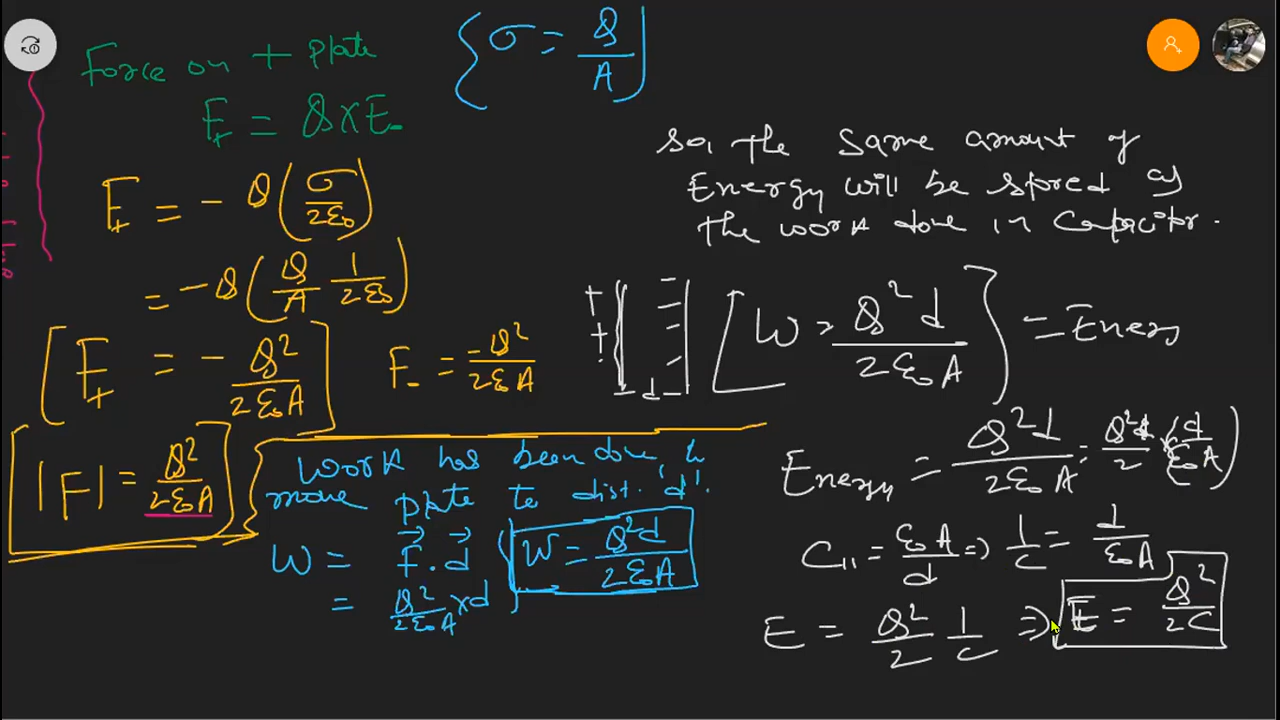 Force on + plate
F₊ = Q×E₋
{σ = Q/A}
F₊ = -Q(σ/2ε₀)
= -Q(Q/A 1/2ε₀)
[F₊ = - Q²/2ε₀A]
F₋ = -Q²/2ε₀A
|F| = Q²/2ε₀A
Work has been done, to
move plate to dist. 'd'.
W = F⃗.d⃗
= Q²/2ε₀A × d
W = Q²d/2ε₀A
So, the same amount of
Energy will be stored as
the work done in Capacitor.
+ + d
[W = Q²d/2ε₀A] = Energy
Energy = Q²d/2ε₀A = Q²/2 × (d/ε₀A)
C₁₁ = ε₀A/d ⇒ 1/C = d/ε₀A
E = Q²/2 1/C ⇒ E = Q²/2C